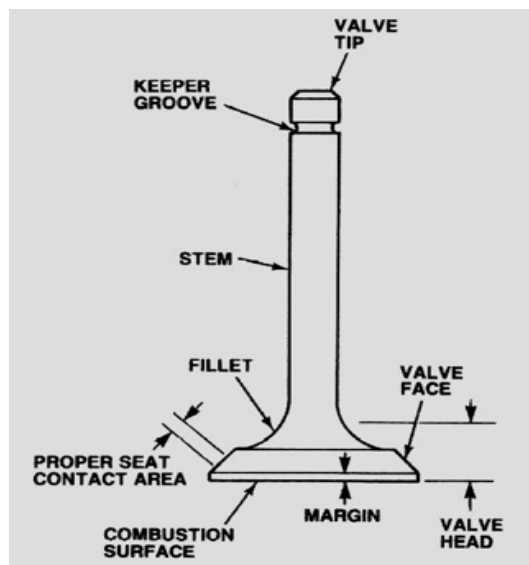 VALVE
TIP
KEEPER
GROOVE
STEM
FILLET
VALVE
FACE
PROPER SEAT
CONTACT AREA
MARGIN
COMBUSTION
SURFACE
VALVE
HEAD